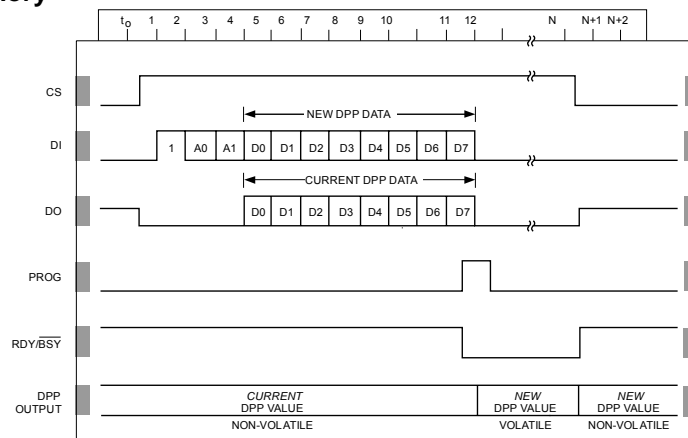 to 1 2 3 4 5 6 7 8 9 10 11 12 N N+1 N+2
CS
NEW DPP DATA
DI 1 A0 A1 D0 D1 D2 D3 D4 D5 D6 D7
CURRENT DPP DATA
DO D0 D1 D2 D3 D4 D5 D6 D7
PROG
RDY/BSY
DPP OUTPUT
CURRENT DPP VALUE
NON-VOLATILE
NEW DPP VALUE
VOLATILE
NEW DPP VALUE
NON-VOLATILE